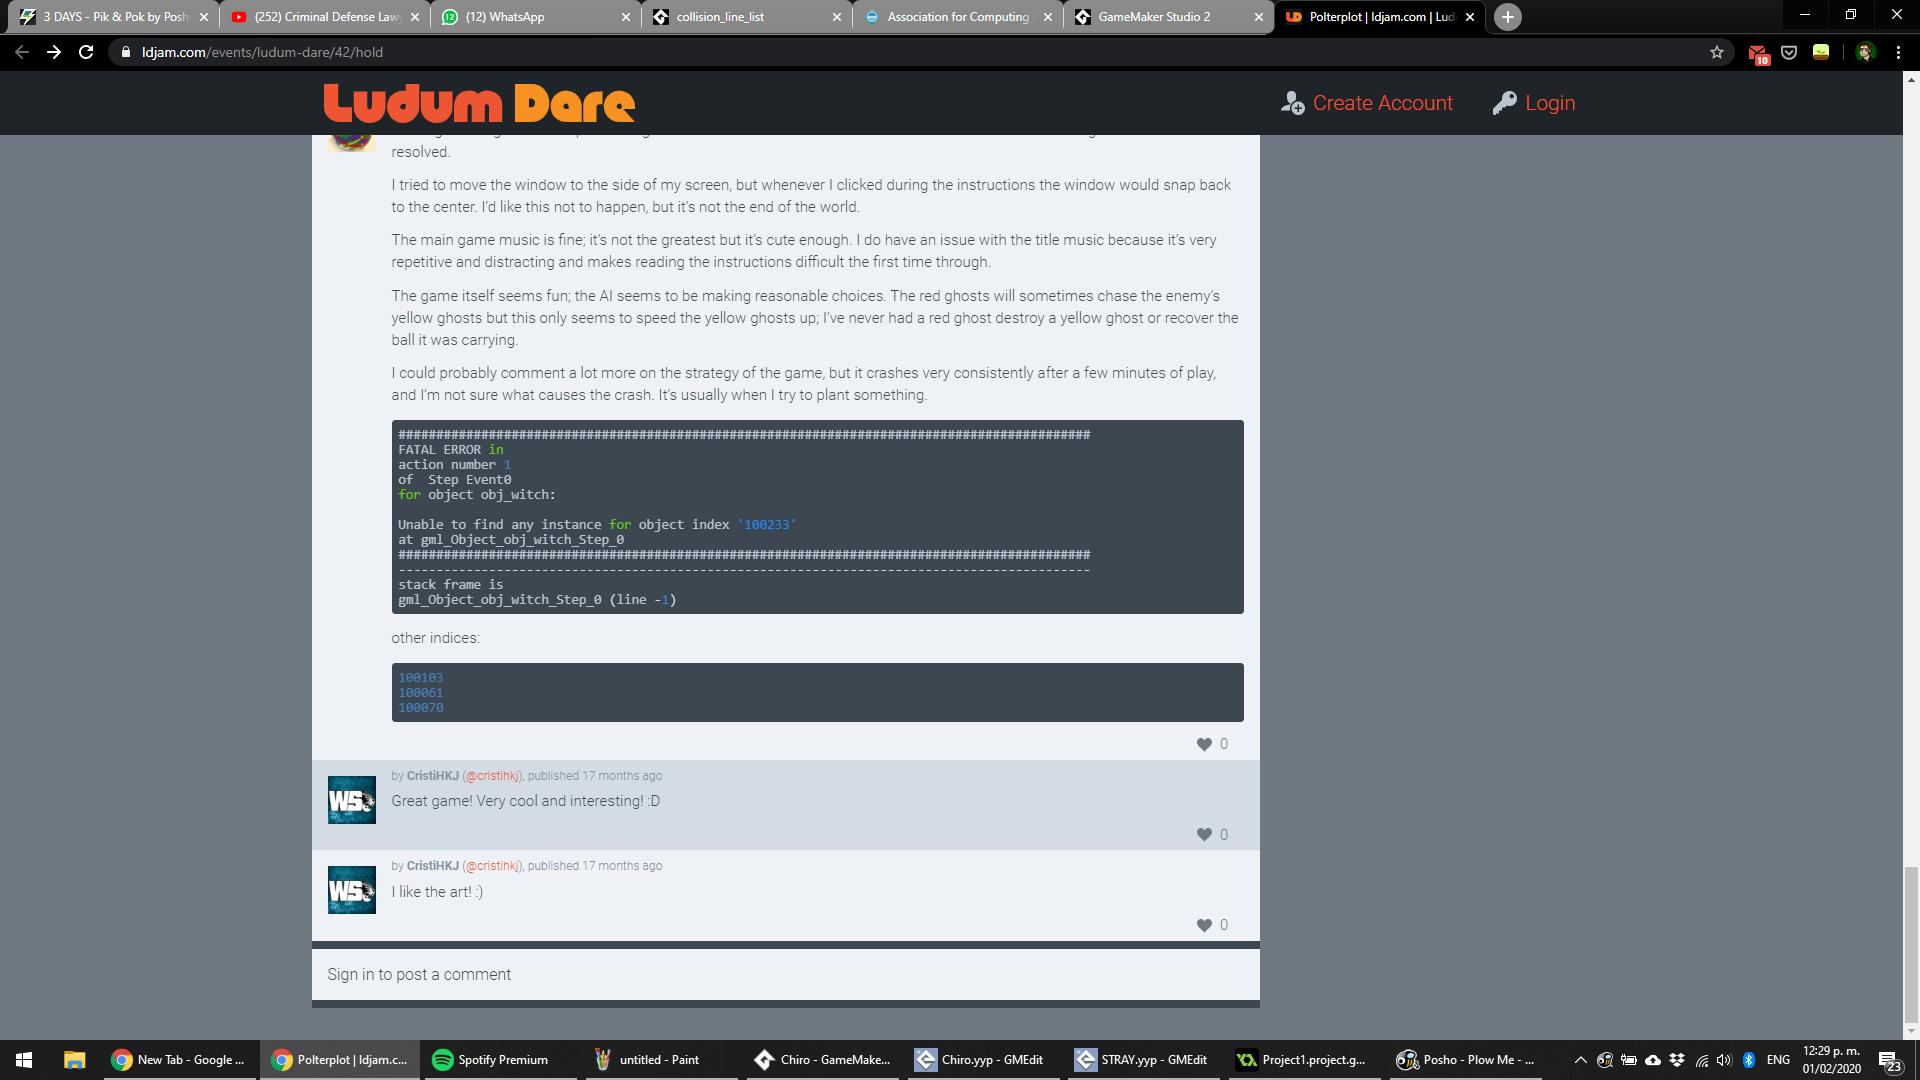 3 DAYS - Pik & Pok by Posh
(252) Criminal Defense Law
(12) WhatsApp
collision_line_list
Association for Computing
GameMaker Studio 2
Polterplot | ldjam.com | Lud
ldjam.com/events/ludum-dare/42/hold
10
Ludum Dare
Create Account
Login
resolved.
I tried to move the window to the side of my screen, but whenever I clicked during the instructions the window would snap back
to the center. I'd like this not to happen, but it's not the end of the world.
The main game music is fine; it's not the greatest but it's cute enough. I do have an issue with the title music because it's very
repetitive and distracting and makes reading the instructions difficult the first time through.
The game itself seems fun; the AI seems to be making reasonable choices. The red ghosts will sometimes chase the enemy's
yellow ghosts but this only seems to speed the yellow ghosts up; I've never had a red ghost destroy a yellow ghost or recover the
ball it was carrying.
I could probably comment a lot more on the strategy of the game, but it crashes very consistently after a few minutes of play,
and I'm not sure what causes the crash. It's usually when I try to plant something.
############################################################################################
FATAL ERROR in
action number 1
of  Step Event0
for object obj_witch:
Unable to find any instance for object index '100233'
at gml_Object_obj_witch_Step_0
############################################################################################
--------------------------------------------------------------------------------------------
stack frame is
gml_Object_obj_witch_Step_0 (line -1)
other indices:
100103
100061
100070
0
by CristiHKJ (@cristihkj), published 17 months ago
Great game! Very cool and interesting! :D
0
by CristiHKJ (@cristihkj), published 17 months ago
I like the art! :)
0
Sign in to post a comment
New Tab - Google ...
Polterplot | ldjam.c...
Spotify Premium
untitled - Paint
Chiro - GameMake...
Chiro.yyp - GMEdit
STRAY.yyp - GMEdit
Project1.project.g...
Posho - Plow Me - ...
ENG
12:29 p. m.
01/02/2020
23